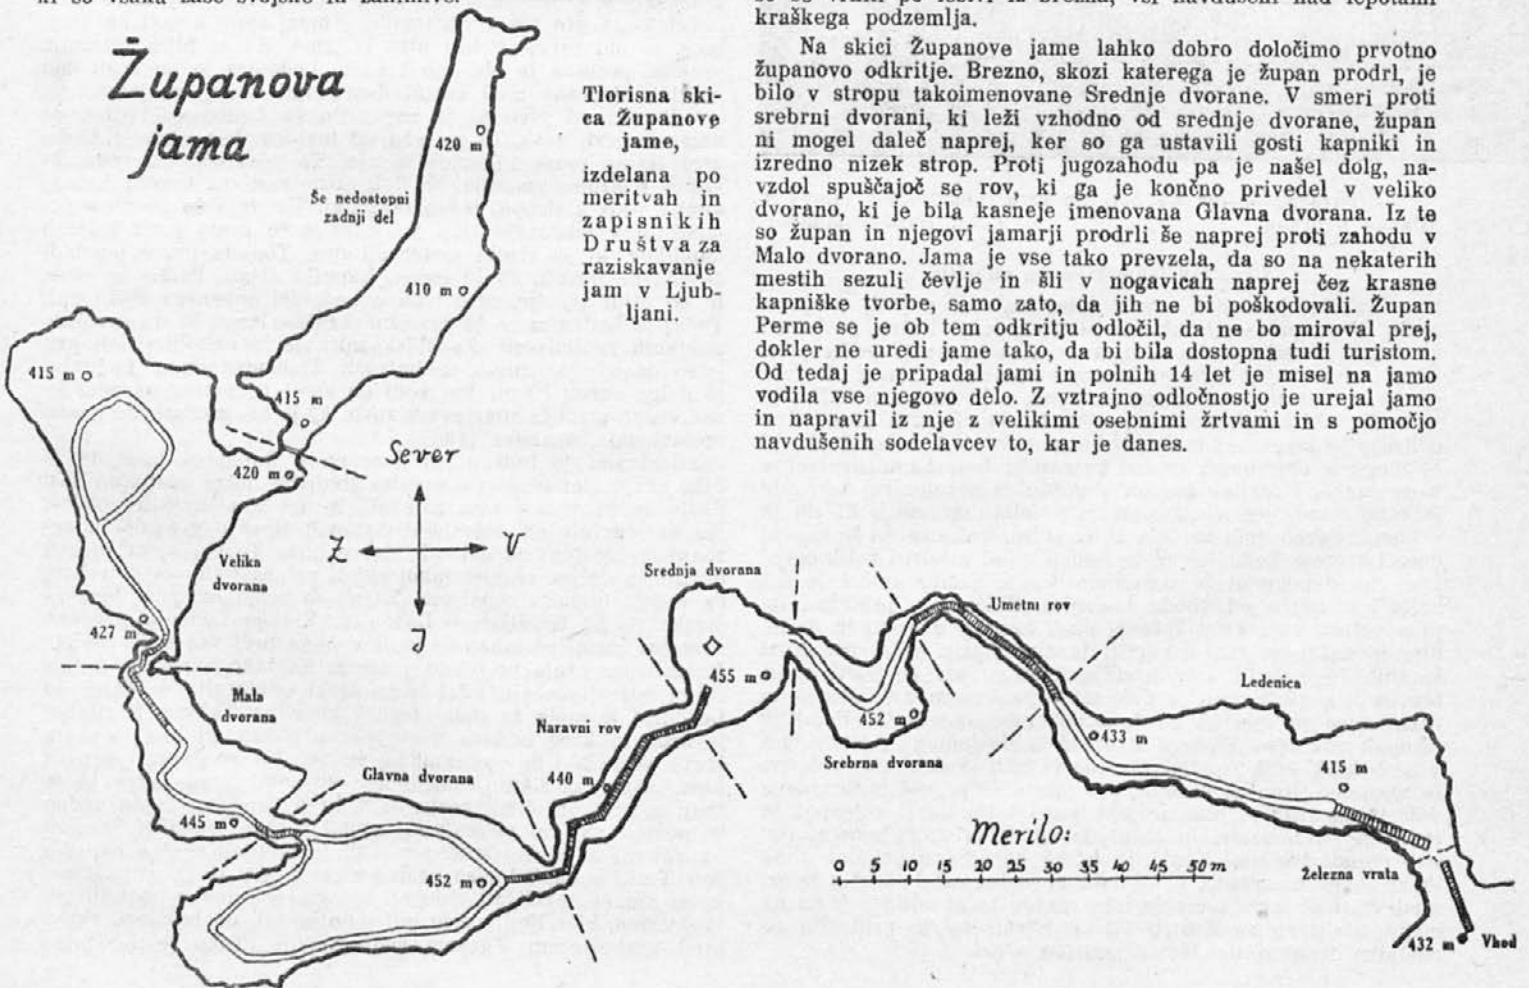 Županova
jama
Tlorisna ski-
ca Županove
jame,
izdelana po
meritvah in
zapisnikih
Društva za
raziskavanje
jam v Ljub-
ljani.
kraškega podzemlja.
Na skici Županove jame lahko dobro določimo prvotno
županovo odkritje. Brezno, skozi katerega je župan prodrl, je
bilo v stropu takoimenovane Srednje dvorane. V smeri proti
srebrni dvorani, ki leži vzhodno od srednje dvorane, župan
ni mogel daleč naprej, ker so ga ustavili gosti kapniki in
izredno nizek strop. Proti jugozahodu pa je našel dolg, na-
vzdol spuščajoč se rov, ki ga je končno privedel v veliko
dvorano, ki je bila kasneje imenovana Glavna dvorana. Iz te
so župan in njegovi jamarji prodrli še naprej proti zahodu v
Malo dvorano. Jama je vse tako prevzela, da so na nekaterih
mestih sezuli čevlje in šli v nogavicah naprej čez krasne
kapniške tvorbe, samo zato, da jih ne bi poškodovali. Župan
Perme se je ob tem odkritju odločil, da ne bo miroval prej,
dokler ne uredi jame tako, da bi bila dostopna tudi turistom.
Od tedaj je pripadal jami in polnih 14 let je misel na jamo
vodila vse njegovo delo. Z vztrajno odločnostjo je urejal jamo
in napravil iz nje z velikimi osebnimi žrtvami in s pomočjo
navdušenih sodelavcev to, kar je danes.
420 m
Še nedostopni
zadnji del
410 m
415 m
415 m
420 m
Sever
Z
V
J
Velika
dvorana
427 m
Mala
dvorana
Srednja dvorana
455 m
Umetni rov
452 m
Srebrna dvorana
Naravni rov
440 m
Glavna dvorana
445 m
452 m
Ledenica
433 m
415 m
Merilo:
0 5 10 15 20 25 30 35 40 45 50 m
Železna vrata
432 m
Vhod